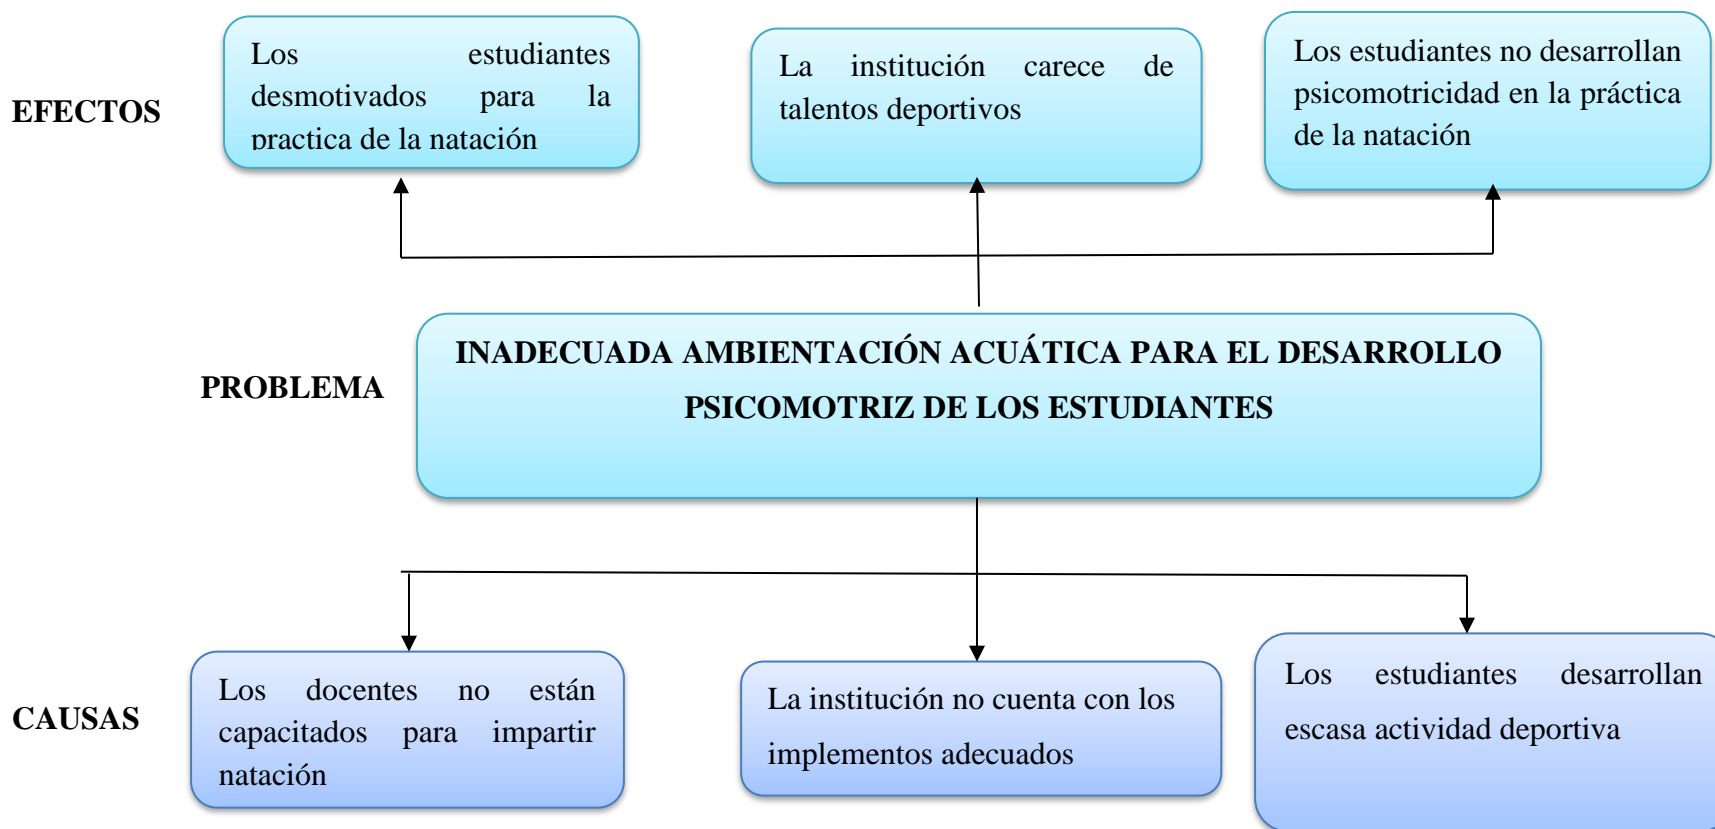 EFECTOS
Los estudiantes
desmotivados para la
practica de la natación
La institución carece de
talentos deportivos
Los estudiantes no desarrollan
psicomotricidad en la práctica
de la natación
PROBLEMA
INADECUADA AMBIENTACIÓN ACUÁTICA PARA EL DESARROLLO
PSICOMOTRIZ DE LOS ESTUDIANTES
CAUSAS
Los docentes no están
capacitados para impartir
natación
La institución no cuenta con los
implementos adecuados
Los estudiantes desarrollan
escasa actividad deportiva